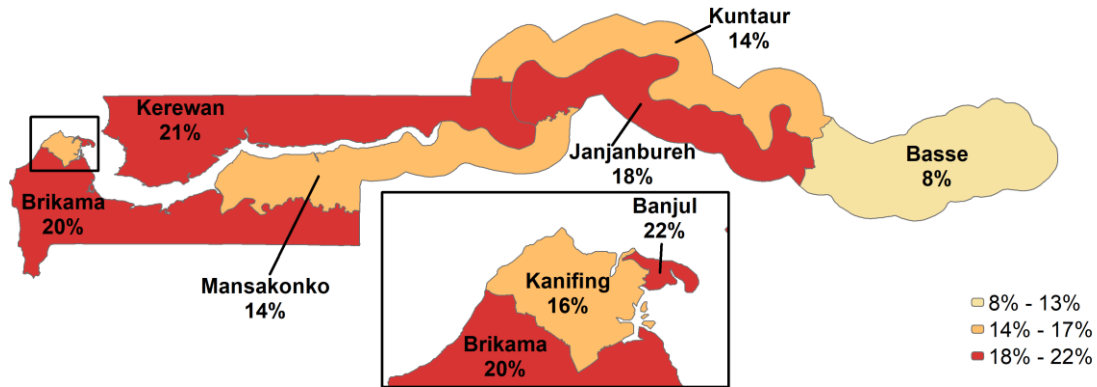 Kuntaur
14%
Kerewan
21%
Janjanbureh
18%
Basse
8%
Brikama
20%
Mansakonko
14%
Banjul
22%
Kanifing
16%
Brikama
20%
8% - 13%
14% - 17%
18% - 22%